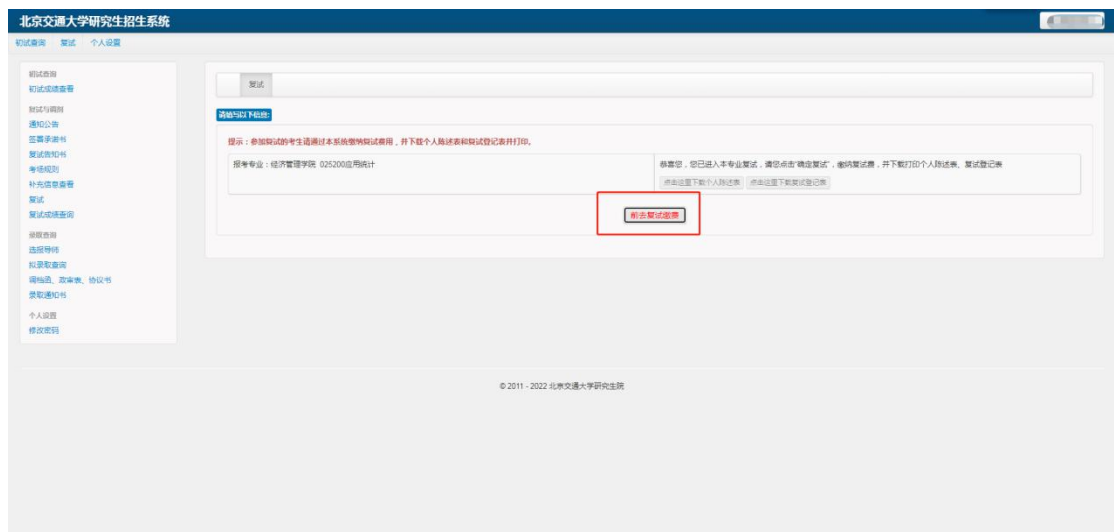 北京交通大学研究生招生系统
初试查询 复试 个人设置
初试查询
初试成绩查看
复试与调剂
通知公告
签署承诺书
复试告知书
考场规则
补充信息查看
复试
复试成绩查询
录取查询
选报导师
拟录取查询
调档函、政审表、协议书
录取通知书
个人设置
修改密码
复试
请填写以下信息:
提示：参加复试的考生请通过本系统缴纳复试费用，并下载个人陈述表和复试登记表并打印。
报考专业：经济管理学院 025200应用统计
恭喜您，您已进入本专业复试，请您点击“确定复试”，缴纳复试费，并下载打印个人陈述表、复试登记表
点击这里下载个人陈述表 点击这里下载复试登记表
前去复试缴费
© 2011 - 2022 北京交通大学研究生院